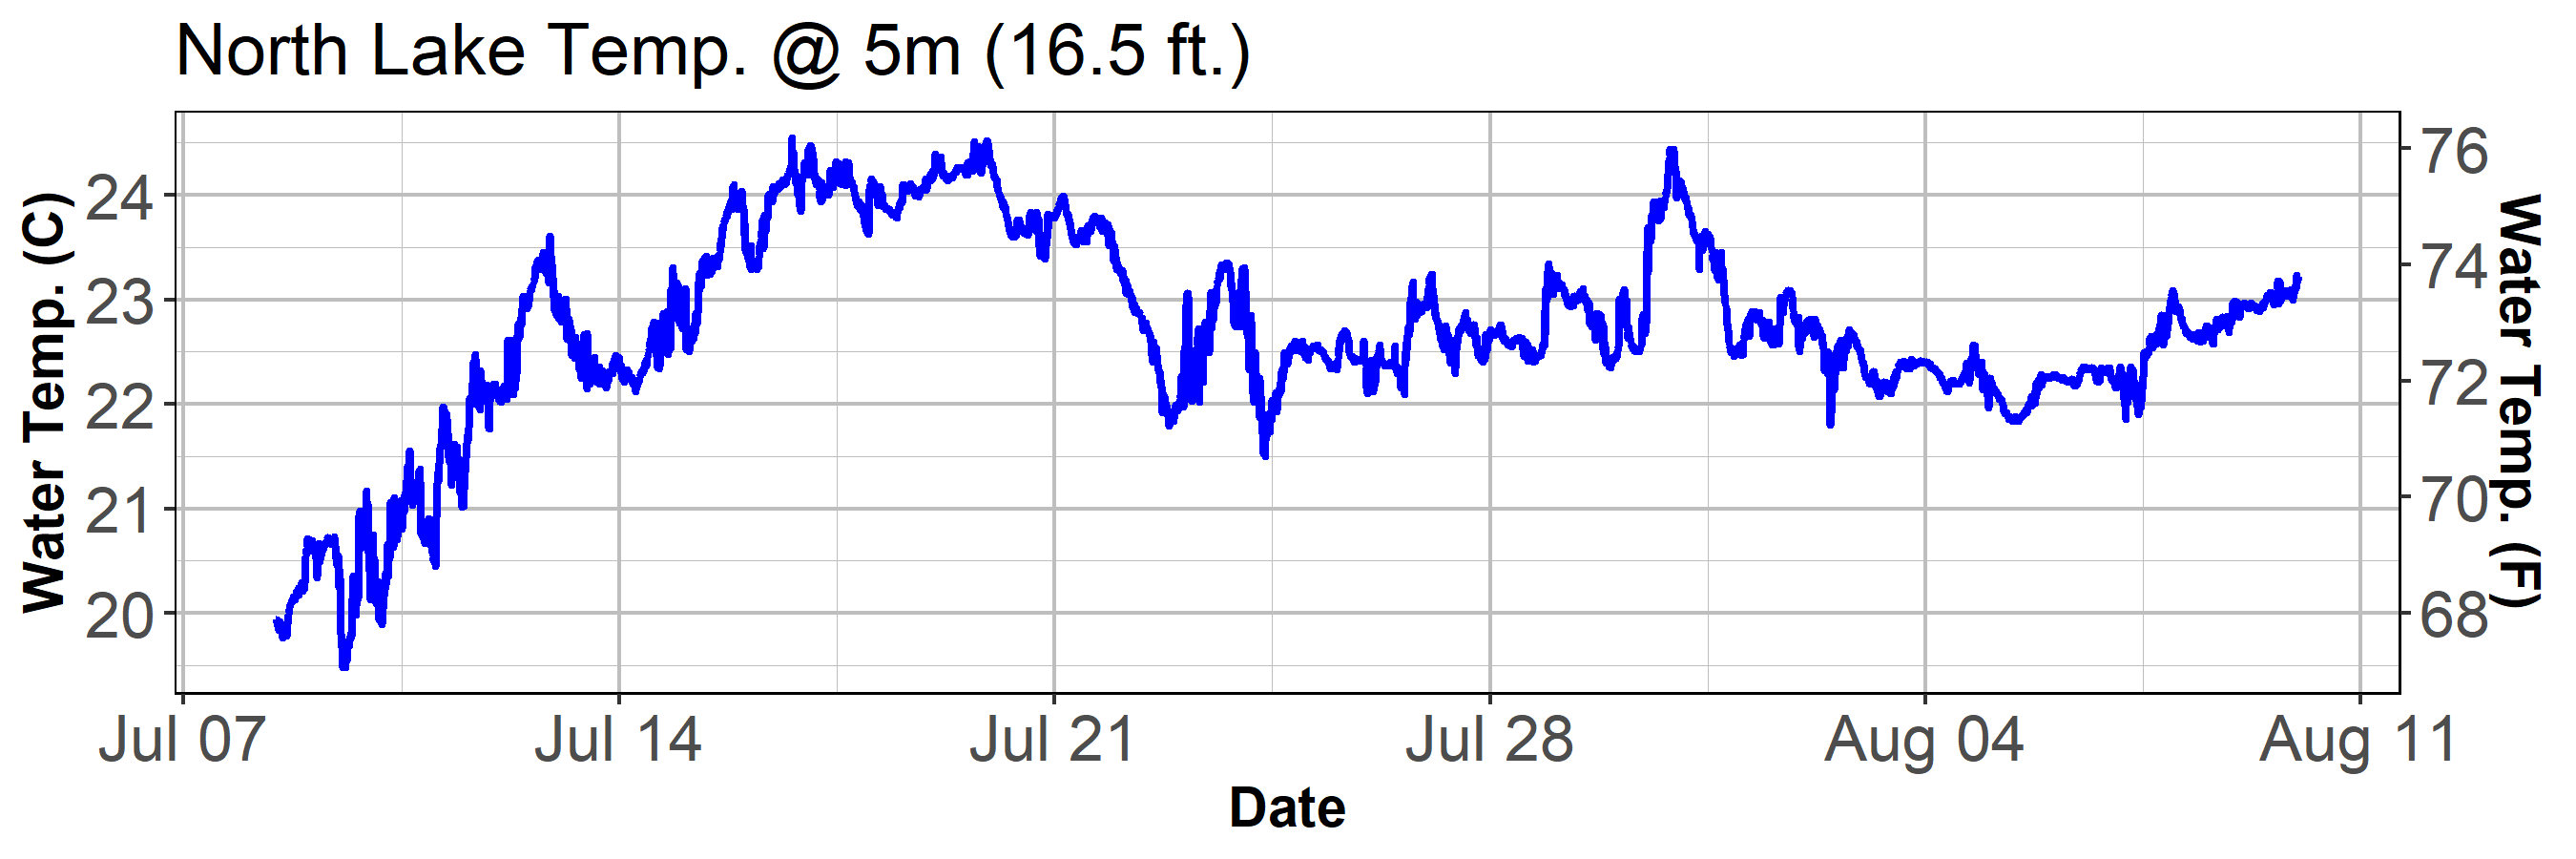 North Lake Temp. @ 5m (16.5 ft.)
Water Temp. (C)
24
23
22
21
20
76
74
72
70
68
Water Temp. (F)
Jul 07 Jul 14 Jul 21 Jul 28 Aug 04 Aug 11
Date